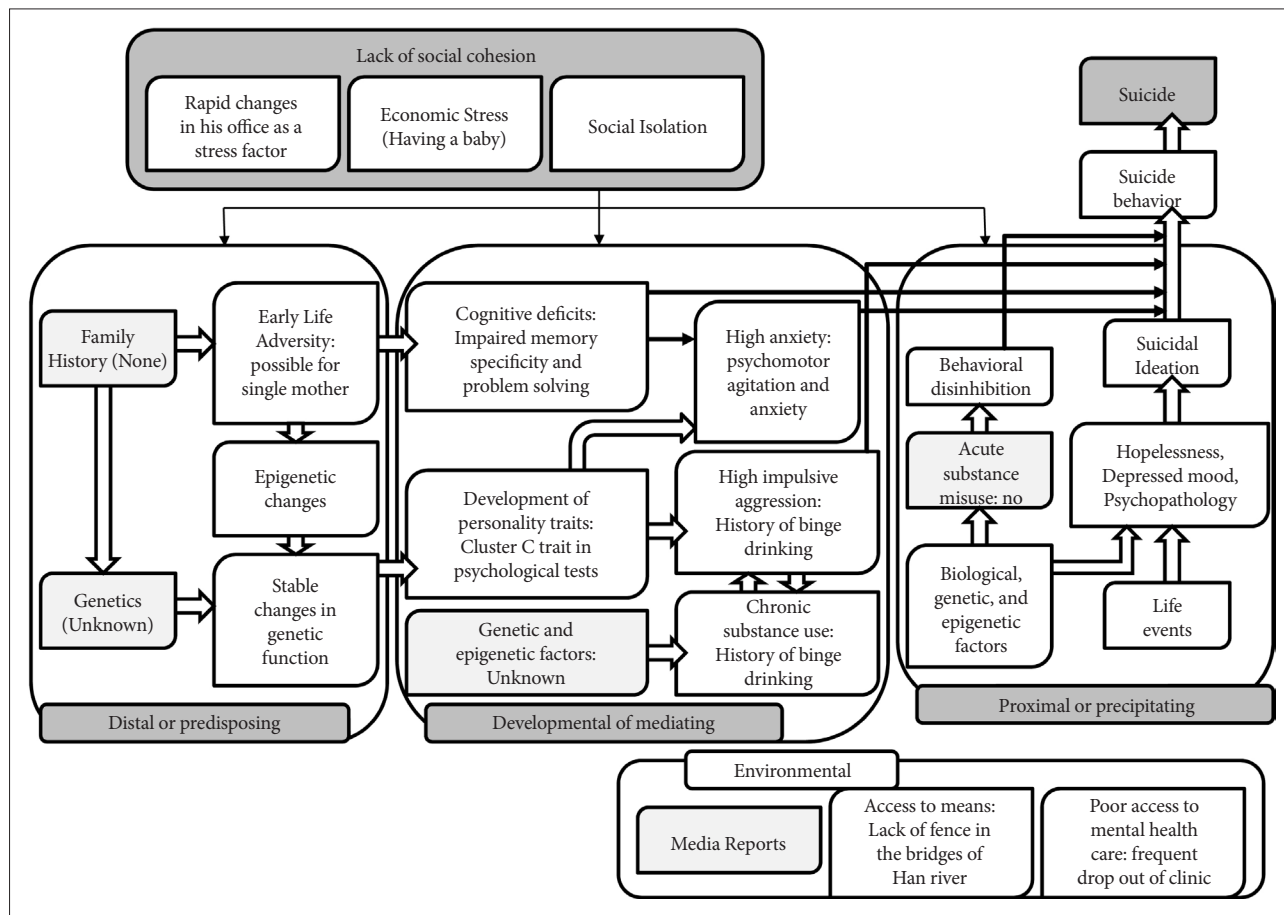 Lack of social cohesion
Rapid changes
in his office as a
stress factor
Economic Stress
(Having a baby)
Social Isolation
Suicide
Suicide
behavior
Family
History (None)
Early Life
Adversity:
possible for
single mother
Epigenetic
changes
Genetics
(Unknown)
Stable
changes in
genetic
function
Distal or predisposing
Cognitive deficits:
Impaired memory
specificity and
problem solving
High anxiety:
psychomotor
agitation and
anxiety
Development of
personality traits:
Cluster C trait in
psychological tests
High impulsive
aggression:
History of binge
drinking
Genetic and
epigenetic factors:
Unknown
Chronic
substance use:
History of binge
drinking
Developmental of mediating
Behavioral
disinhibition
Suicidal
Ideation
Acute
substance
misuse: no
Hopelessness,
Depressed mood,
Psychopathology
Biological,
genetic, and
epigenetic
factors
Life
events
Proximal or precipitating
Environmental
Media Reports
Access to means:
Lack of fence in
the bridges of
Han river
Poor access to
mental health
care: frequent
drop out of clinic